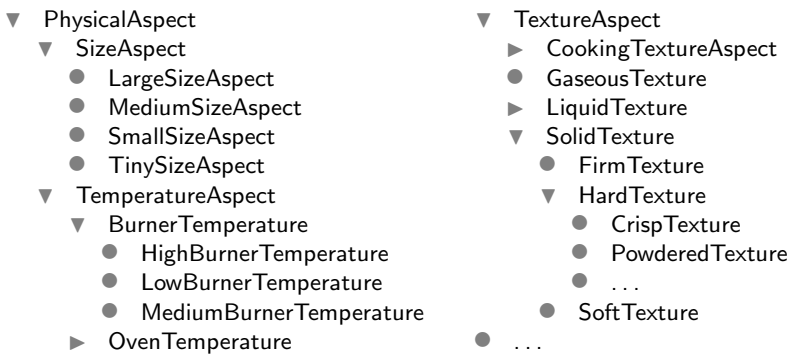 PhysicalAspect
SizeAspect
LargeSizeAspect
MediumSizeAspect
SmallSizeAspect
TinySizeAspect
TemperatureAspect
BurnerTemperature
HighBurnerTemperature
LowBurnerTemperature
MediumBurnerTemperature
OvenTemperature
TextureAspect
CookingTextureAspect
GaseousTexture
LiquidTexture
SolidTexture
FirmTexture
HardTexture
CrispTexture
PowderedTexture
...
SoftTexture
...